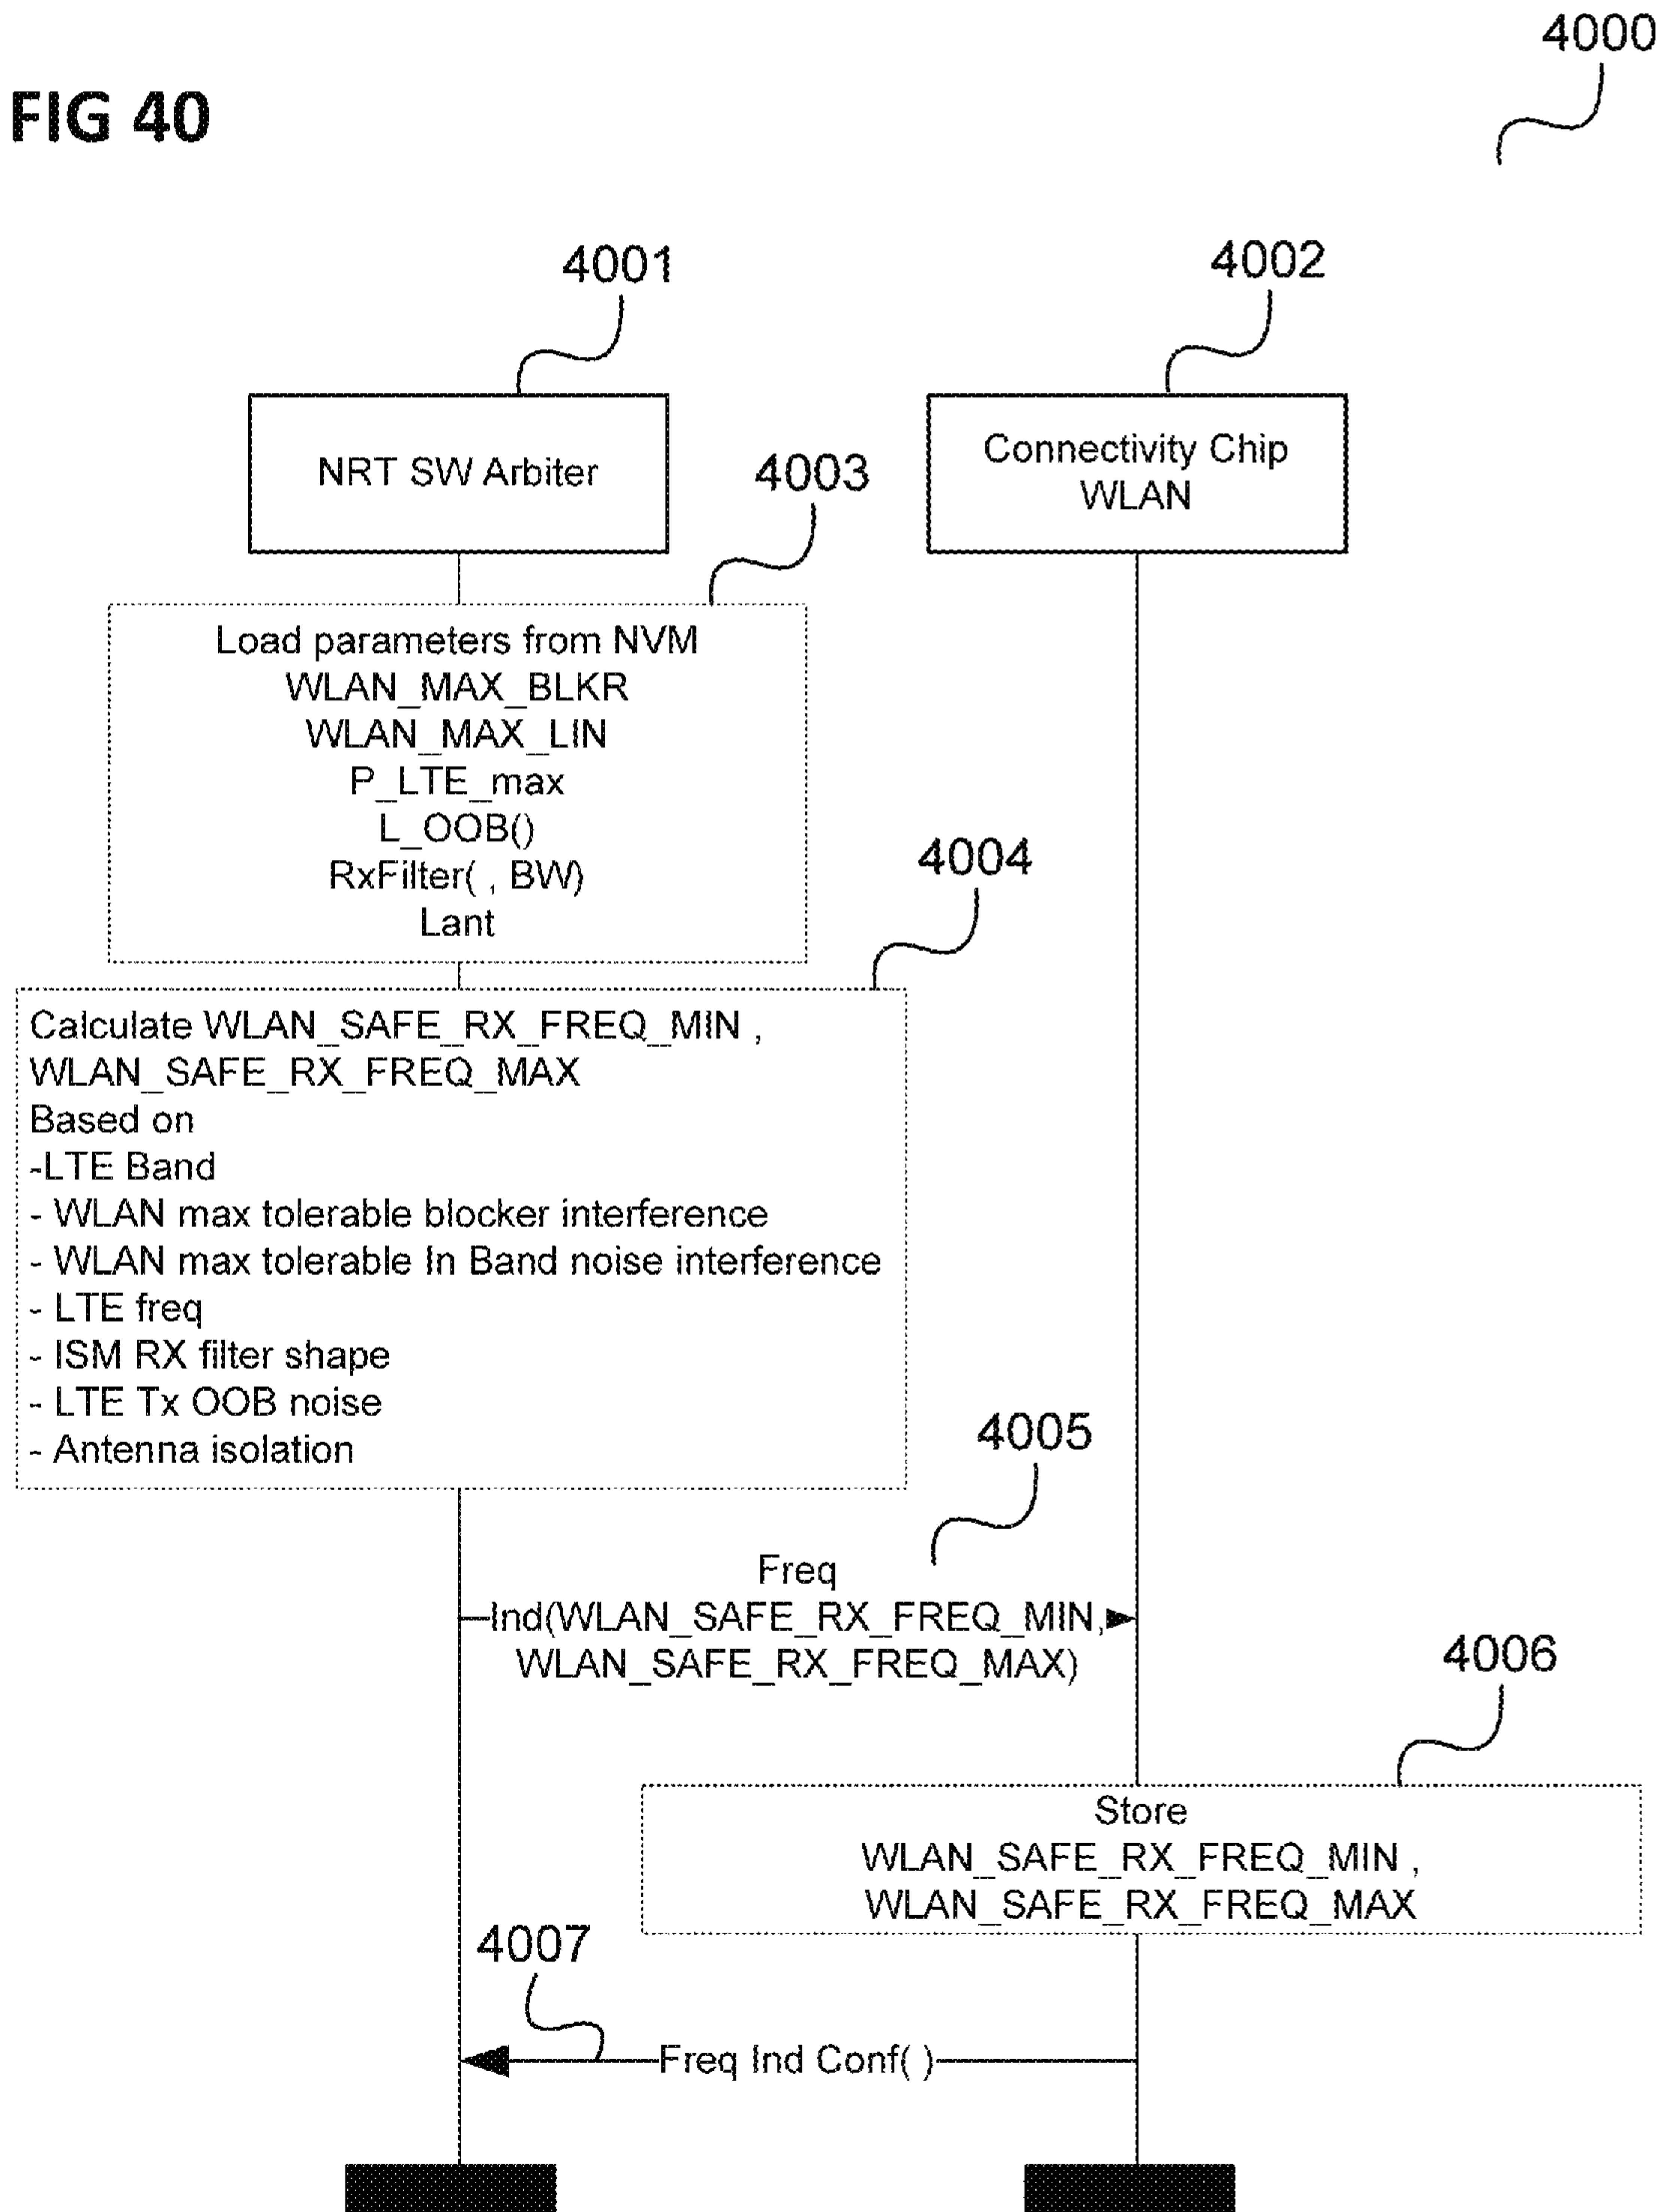 4000
FIG 40
4001
4002
NRT SW Arbiter
Connectivity Chip
WLAN
4003
Load parameters from NVM
WLAN_MAX_BLKR
WLAN_MAX_LIN
P_LTE_max
L_OOB()
RxFilter( , BW)
Lant
4004
Calculate WLAN_SAFE_RX_FREQ_MIN ,
WLAN_SAFE_RX_FREQ_MAX
Based on
-LTE Band
- WLAN max tolerable blocker interference
- WLAN max tolerable In Band noise interference
- LTE freq
- ISM RX filter shape
- LTE Tx OOB noise
- Antenna isolation
4005
Freq
Ind(WLAN_SAFE_RX_FREQ_MIN,
WLAN_SAFE_RX_FREQ_MAX)
4006
Store
WLAN_SAFE_RX_FREQ_MIN ,
WLAN_SAFE_RX_FREQ_MAX
4007
Freq Ind Conf( )